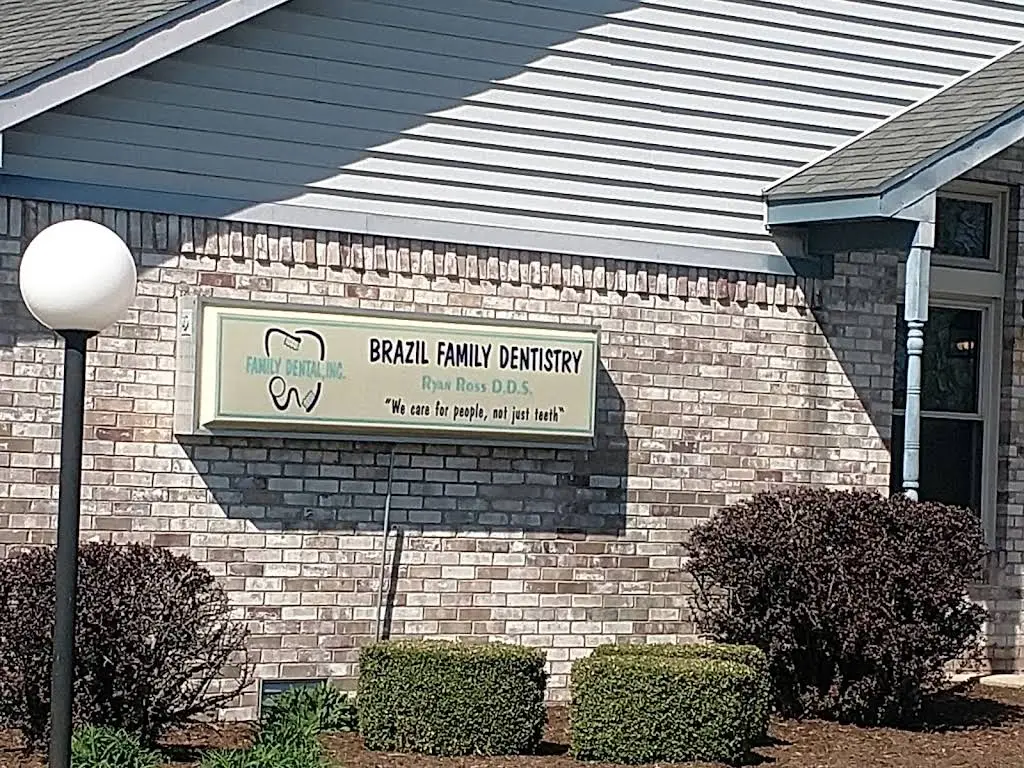 FAMILY DENTAL, INC.
BRAZIL FAMILY DENTISTRY
Ryan Ross D.D.S.
"We care for people, not just teeth"